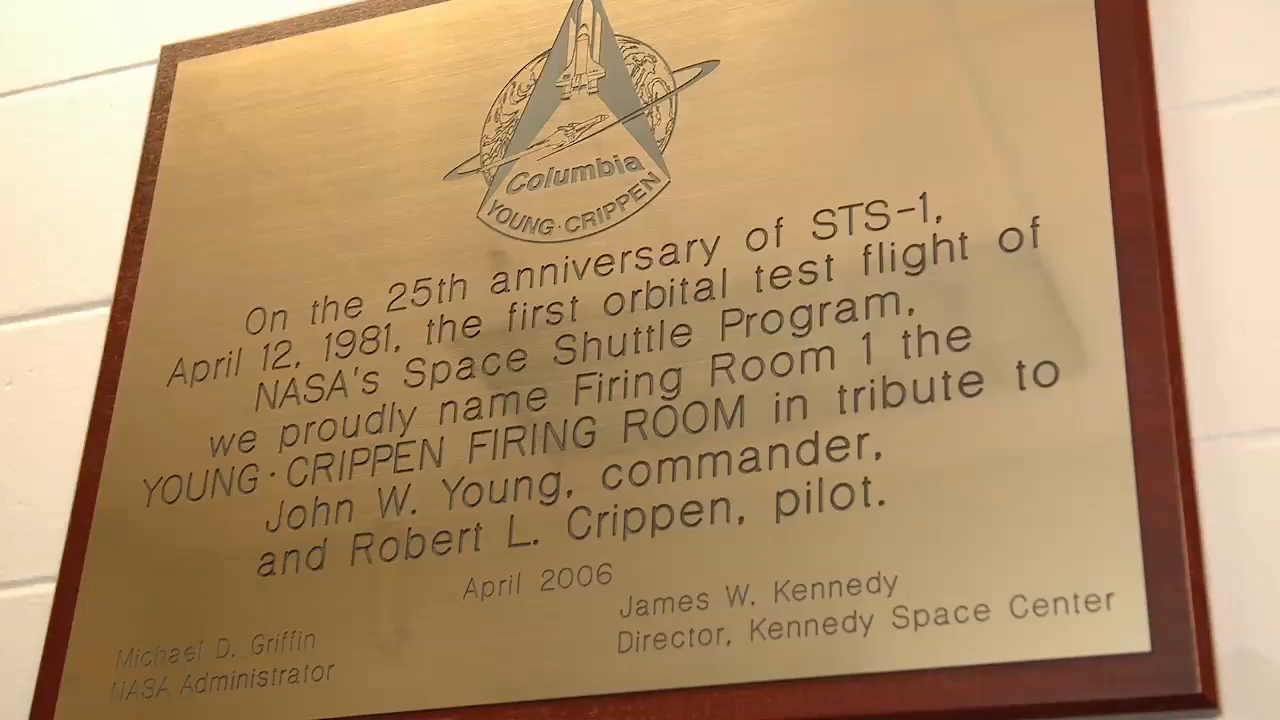 Columbia
YOUNG·CRIPPEN
On the 25th anniversary of STS-1,
April 12, 1981, the first orbital test flight of
NASA's Space Shuttle Program,
we proudly name Firing Room 1 the
YOUNG·CRIPPEN FIRING ROOM in tribute to
John W. Young, commander,
and Robert L. Crippen, pilot.
April 2006
Michael D. Griffin
NASA Administrator
James W. Kennedy
Director, Kennedy Space Center